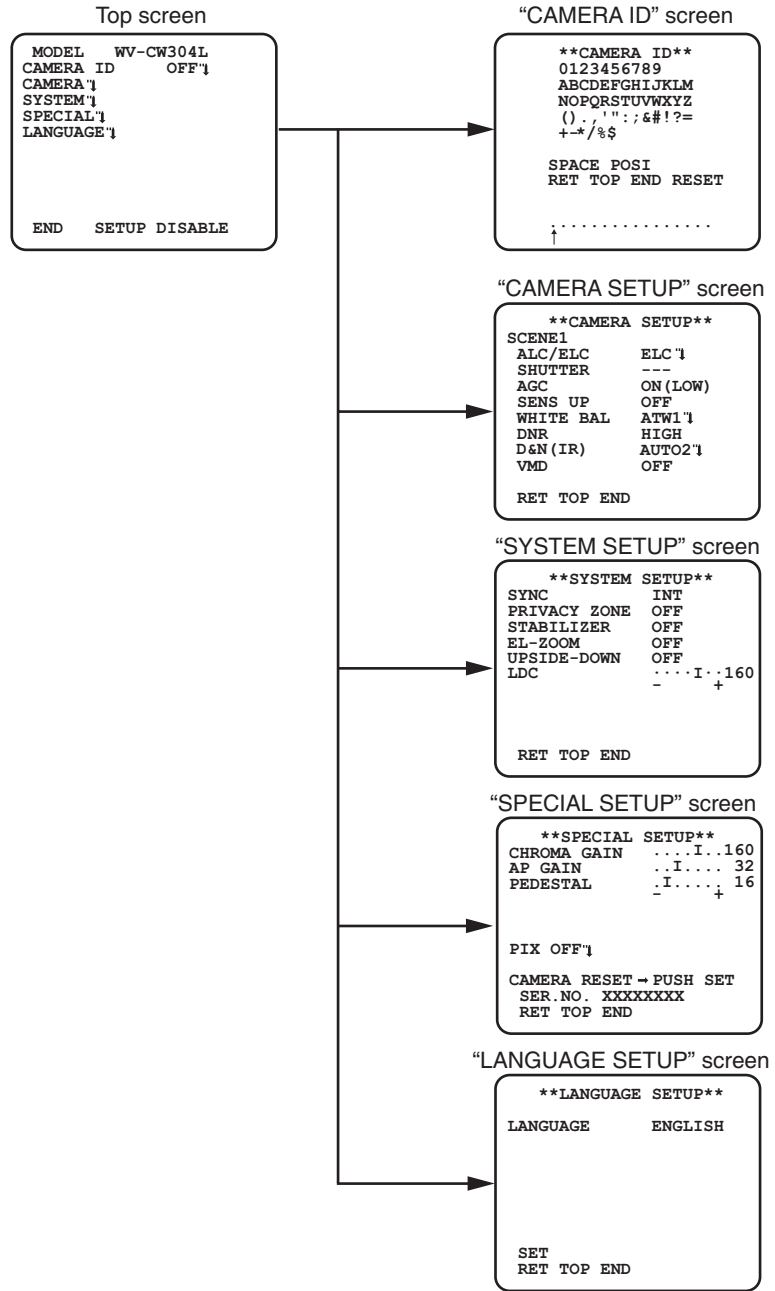 Top screen
MODEL WV-CW304L
CAMERA ID OFF
CAMERA
SYSTEM
SPECIAL
LANGUAGE
END SETUP DISABLE
“CAMERA ID” screen
**CAMERA ID**
0123456789
ABCDEFGHIJKLM
NOPQRSTUVWXYZ
().,'":;&#!?=
+-*/%$
SPACE POSI
RET TOP END RESET
................
↑
“CAMERA SETUP” screen
**CAMERA SETUP**
SCENE1
ALC/ELC ELC
SHUTTER ---
AGC ON(LOW)
SENS UP OFF
WHITE BAL ATW1
DNR HIGH
D&N(IR) AUTO2
VMD OFF
RET TOP END
“SYSTEM SETUP” screen
**SYSTEM SETUP**
SYNC INT
PRIVACY ZONE OFF
STABILIZER OFF
EL-ZOOM OFF
UPSIDE-DOWN OFF
LDC ····I··160
- +
RET TOP END
“SPECIAL SETUP” screen
**SPECIAL SETUP**
CHROMA GAIN ....I..160
AP GAIN ..I.... 32
PEDESTAL .I..... 16
- +
PIX OFF
CAMERA RESET → PUSH SET
SER.NO. XXXXXXXX
RET TOP END
“LANGUAGE SETUP” screen
**LANGUAGE SETUP**
LANGUAGE ENGLISH
SET
RET TOP END